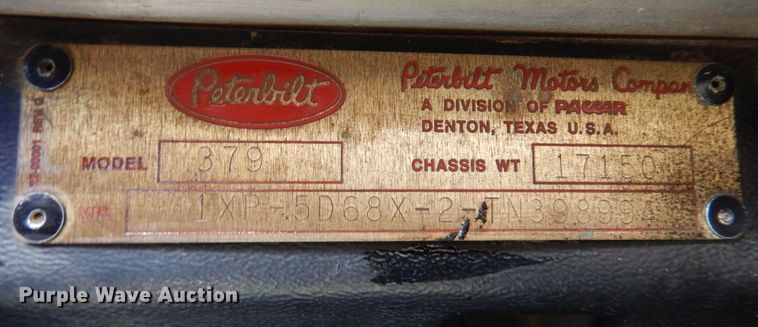 Peterbilt
Peterbilt Motors Compan
A DIVISION OF PACCAR
DENTON, TEXAS U.S.A.
MODEL 379
CHASSIS WT 17150
VIN 1XP-5D68X-2-TN398994
Purple Wave Auction